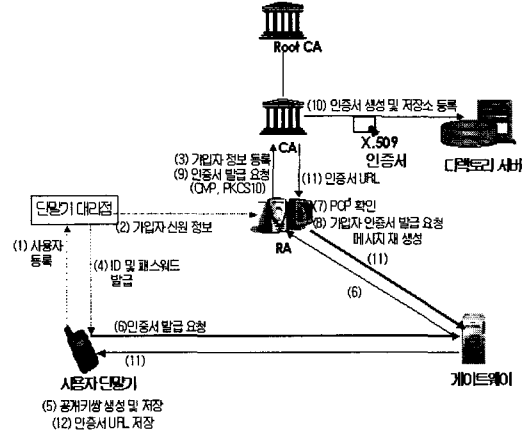 Root CA
(10) 인증서 생성 및 저장소 등록
X.509
인증서
디렉토리 서버
CA
(3) 가입자 정보 등록
(9) 인증서 발급 요청
(CMP, PKCS10)
(11) 인증서 URL
단말기 대리점
(2) 가입자 신원 정보
(7) POP 확인
(8) 가입자 인증서 발급 요청
메시지 재 생성
RA
(1) 사용자
등록
(4) ID 및 패스워드
발급
(11)
(6)
(6)인증서 발급 요청
(11)
사용자 단말기
게이트웨이
(5) 공개키쌍 생성 및 저장
(12) 인증서 URL 저장